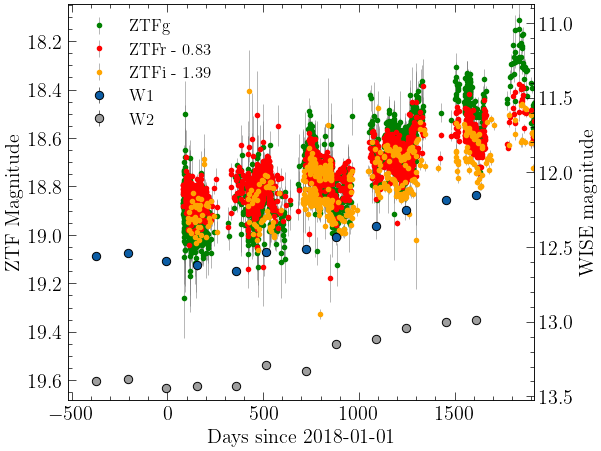 ZTFg
ZTFr - 0.83
ZTFi - 1.39
W1
W2
18.2
18.4
18.6
18.8
19.0
19.2
19.4
19.6
ZTF Magnitude
11.0
11.5
12.0
12.5
13.0
13.5
WISE magnitude
−500
0
500
1000
1500
Days since 2018-01-01